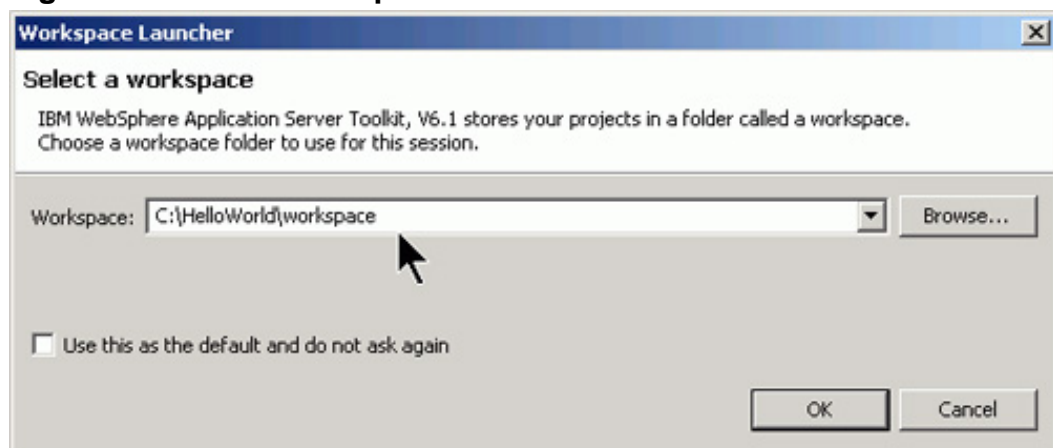 Workspace Launcher
Select a workspace
IBM WebSphere Application Server Toolkit, V6.1 stores your projects in a folder called a workspace.
Choose a workspace folder to use for this session.
Workspace: C:\HelloWorld\workspace Browse...
Use this as the default and do not ask again
OK Cancel